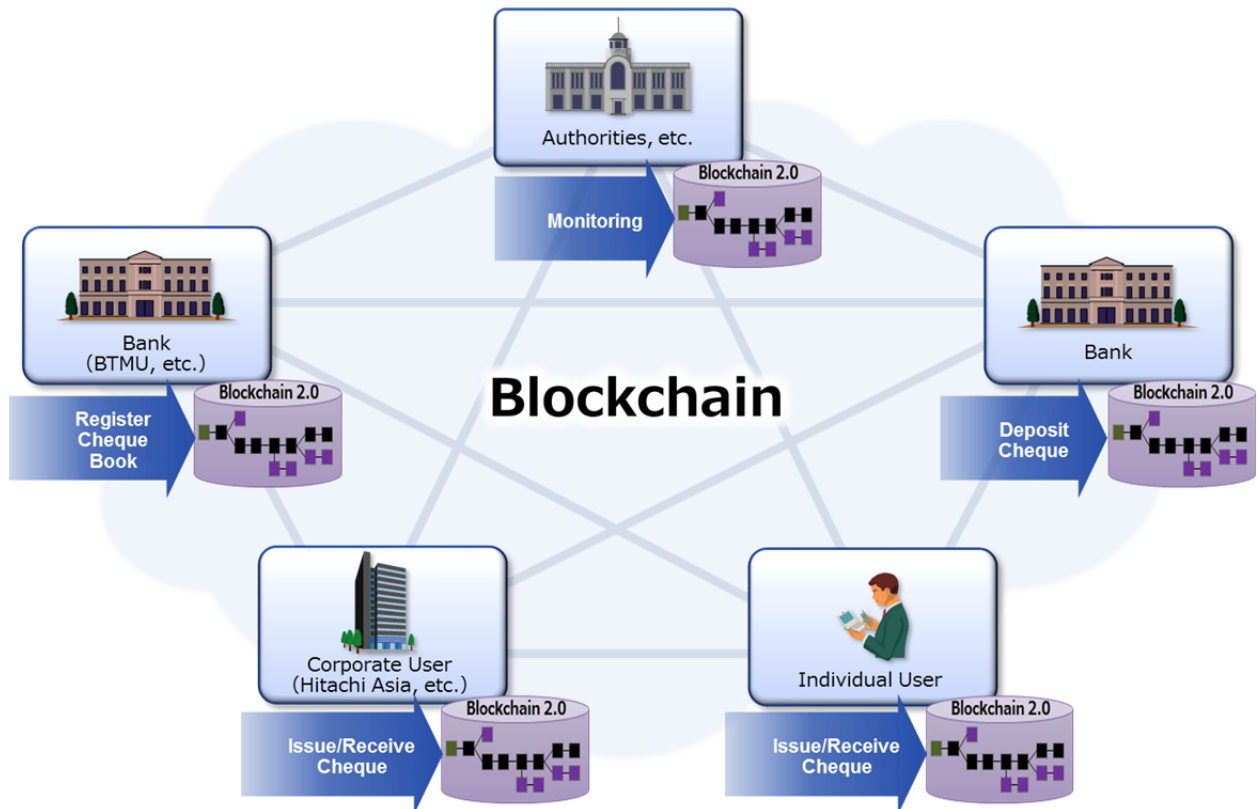 Authorities, etc.
Blockchain 2.0
Monitoring
Bank
(BTMU, etc.)
Blockchain 2.0
Register
Cheque
Book
Bank
Blockchain 2.0
Deposit
Cheque
Blockchain
Corporate User
(Hitachi Asia, etc.)
Blockchain 2.0
Issue/Receive
Cheque
Individual User
Blockchain 2.0
Issue/Receive
Cheque